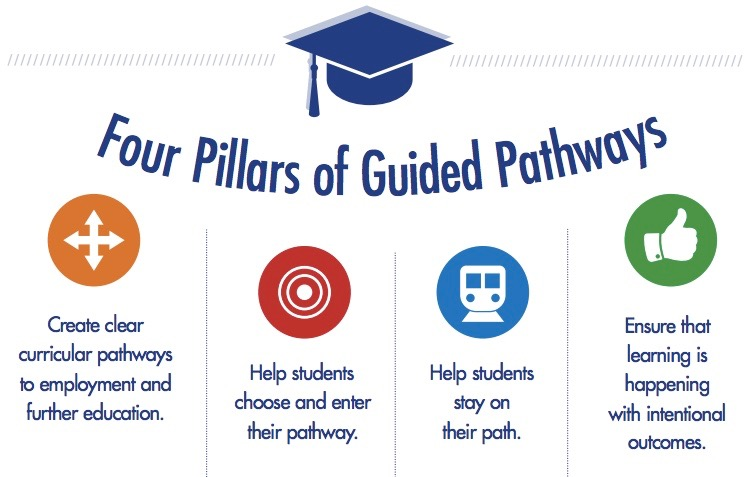 Four Pillars of Guided Pathways
Create clear
curricular pathways
to employment and
further education.
Help students
choose and enter
their pathway.
Help students
stay on
their path.
Ensure that
learning is
happening
with intentional
outcomes.